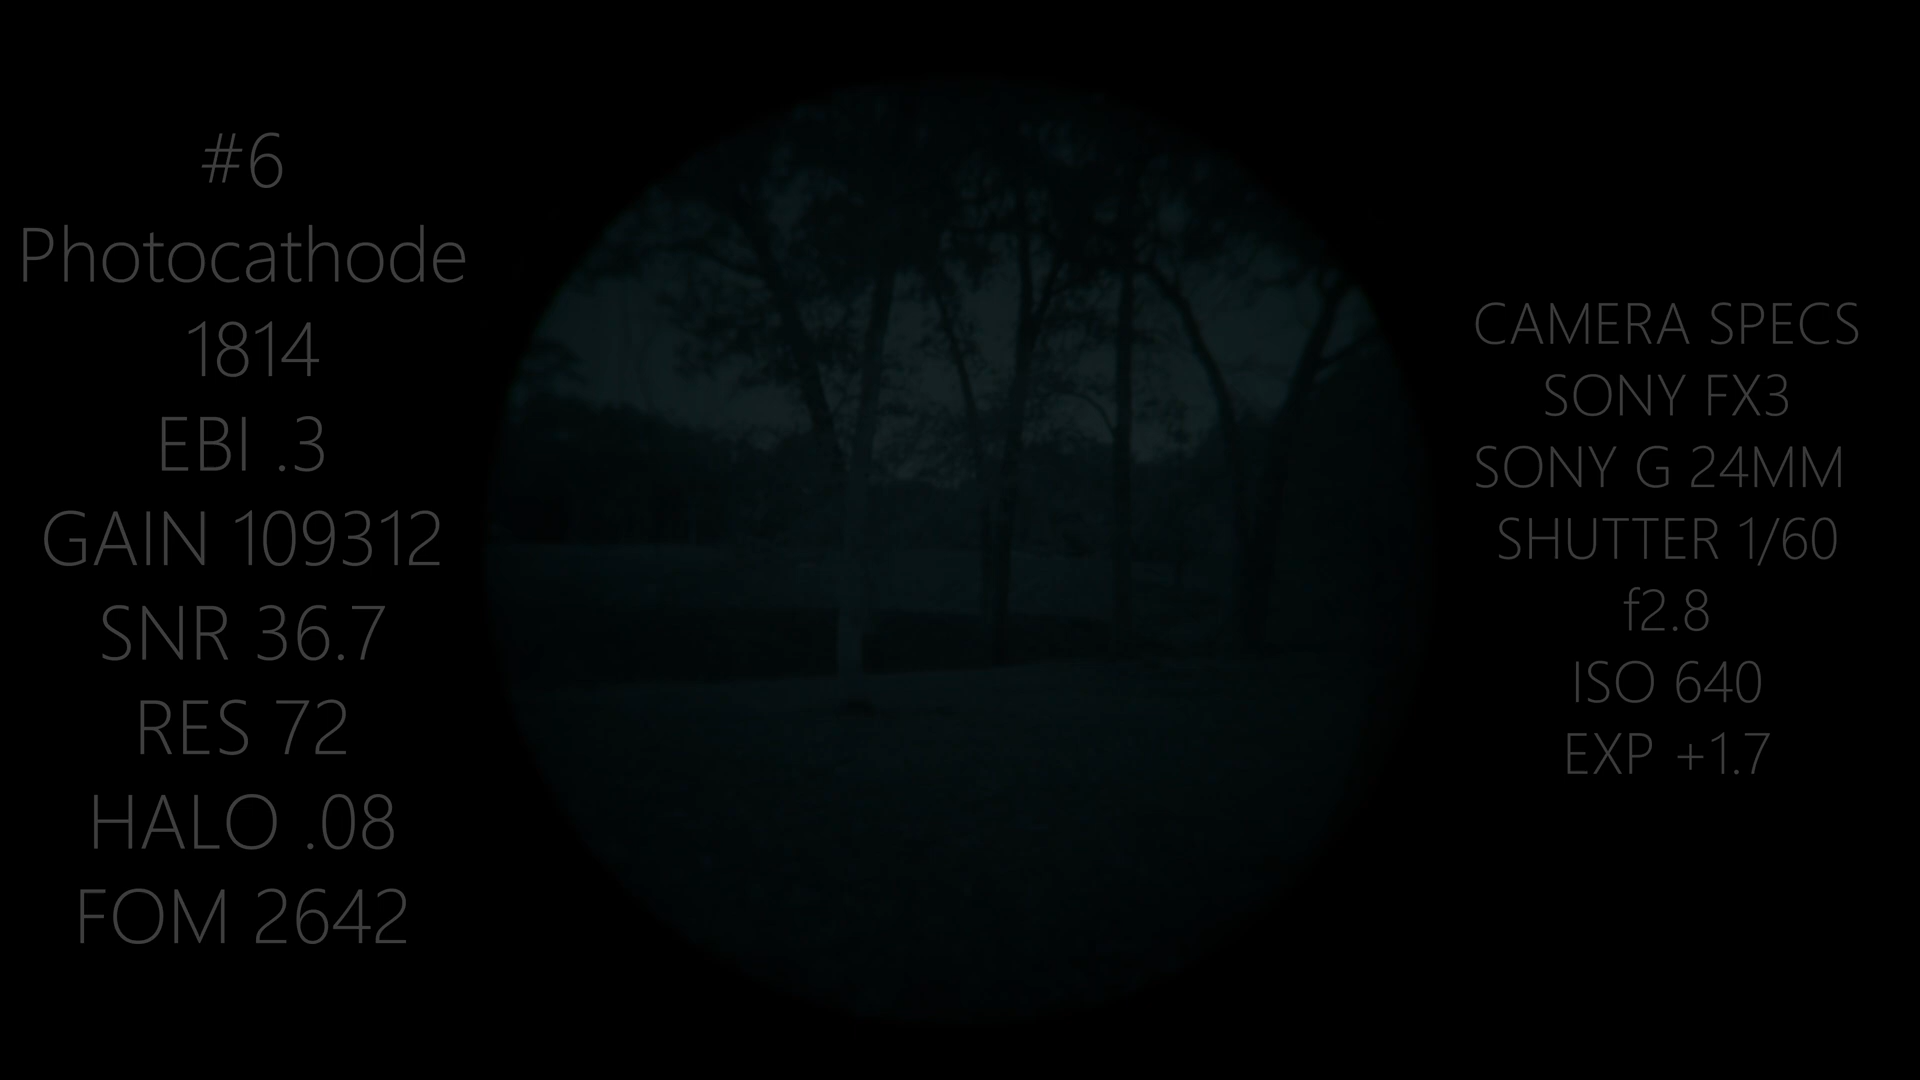 #6
Photocathode
1814
EBI .3
GAIN 109312
SNR 36.7
RES 72
HALO .08
FOM 2642
CAMERA SPECS
SONY FX3
SONY G 24MM
SHUTTER 1/60
f2.8
ISO 640
EXP +1.7